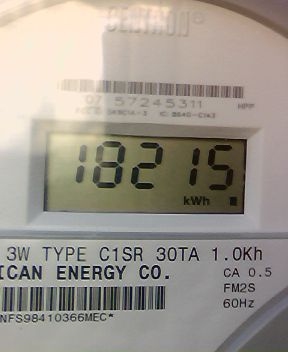 CENTRON®
07 57245311 HPP
18215
kWh
3W TYPE C1SR 30TA 1.0Kh
ICAN ENERGY CO.
CA 0.5
FM2S
60Hz
NFS98410366MEC*